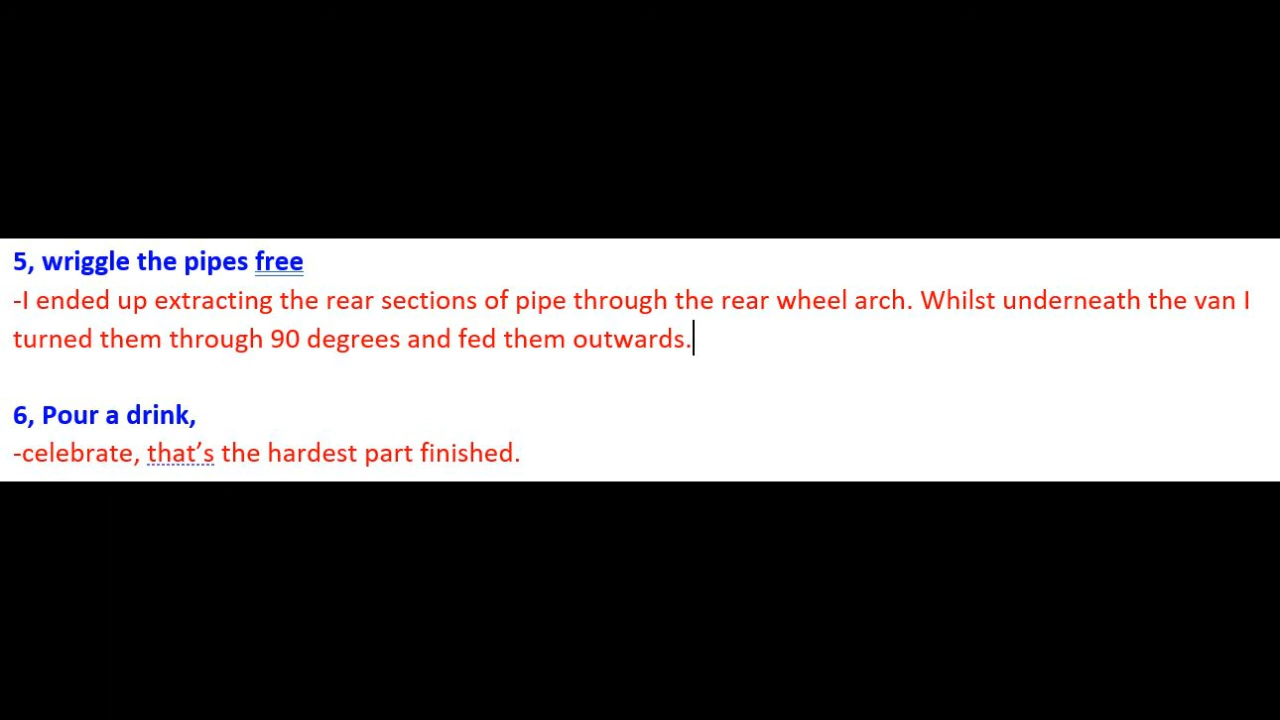 5, wriggle the pipes free
-I ended up extracting the rear sections of pipe through the rear wheel arch. Whilst underneath the van I
turned them through 90 degrees and fed them outwards.
6, Pour a drink,
-celebrate, that’s the hardest part finished.